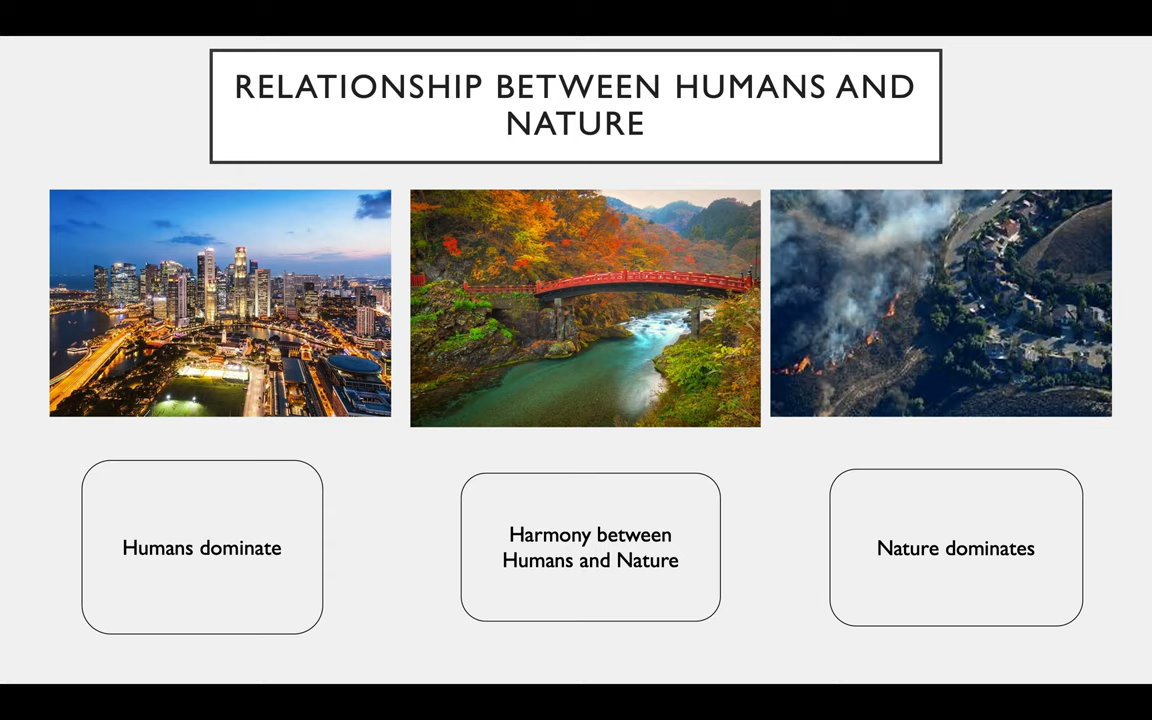 RELATIONSHIP BETWEEN HUMANS AND
NATURE
Humans dominate
Harmony between
Humans and Nature
Nature dominates